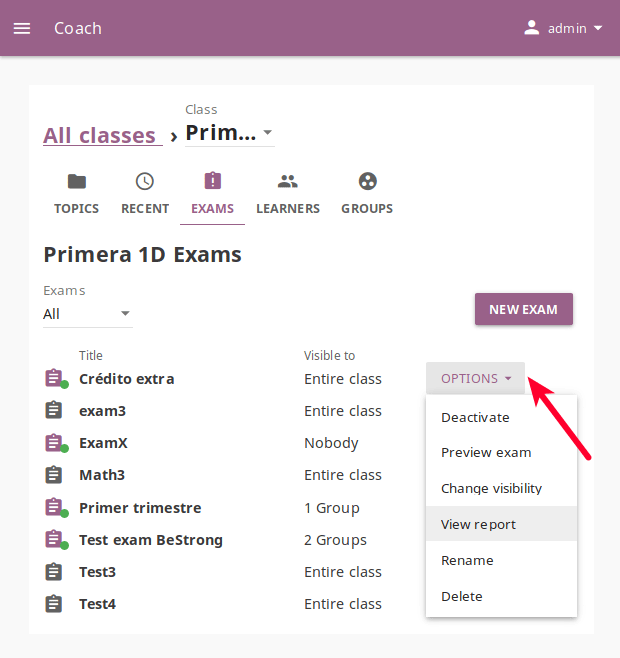 Coach
admin
Class
All classes › Prim...
TOPICS RECENT EXAMS LEARNERS GROUPS
Primera 1D Exams
Exams
All
NEW EXAM
Title Visible to
Crédito extra Entire class OPTIONS
exam3 Entire class
Deactivate
ExamX Nobody
Preview exam
Math3 Entire class
Change visibility
Primer trimestre 1 Group
View report
Test exam BeStrong 2 Groups
Rename
Test3 Entire class
Delete
Test4 Entire class